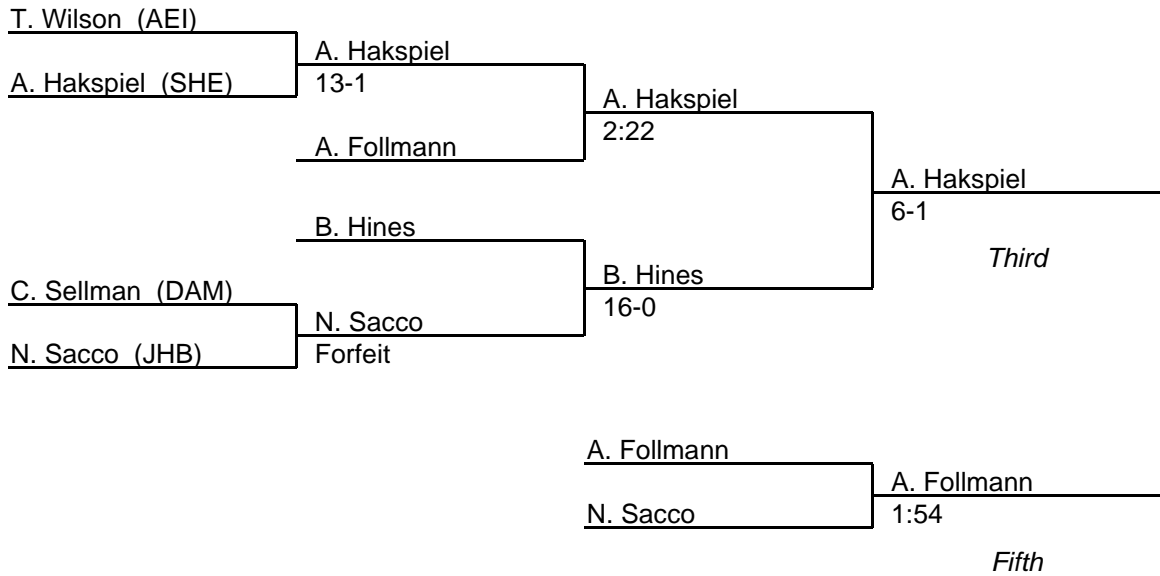 T. Wilson (AEI)
A. Hakspiel
A. Hakspiel (SHE)
13-1
A. Hakspiel
2:22
A. Follmann
A. Hakspiel
6-1
B. Hines
Third
B. Hines
C. Sellman (DAM)
16-0
N. Sacco
N. Sacco (JHB)
Forfeit
A. Follmann
A. Follmann
N. Sacco
1:54
Fifth